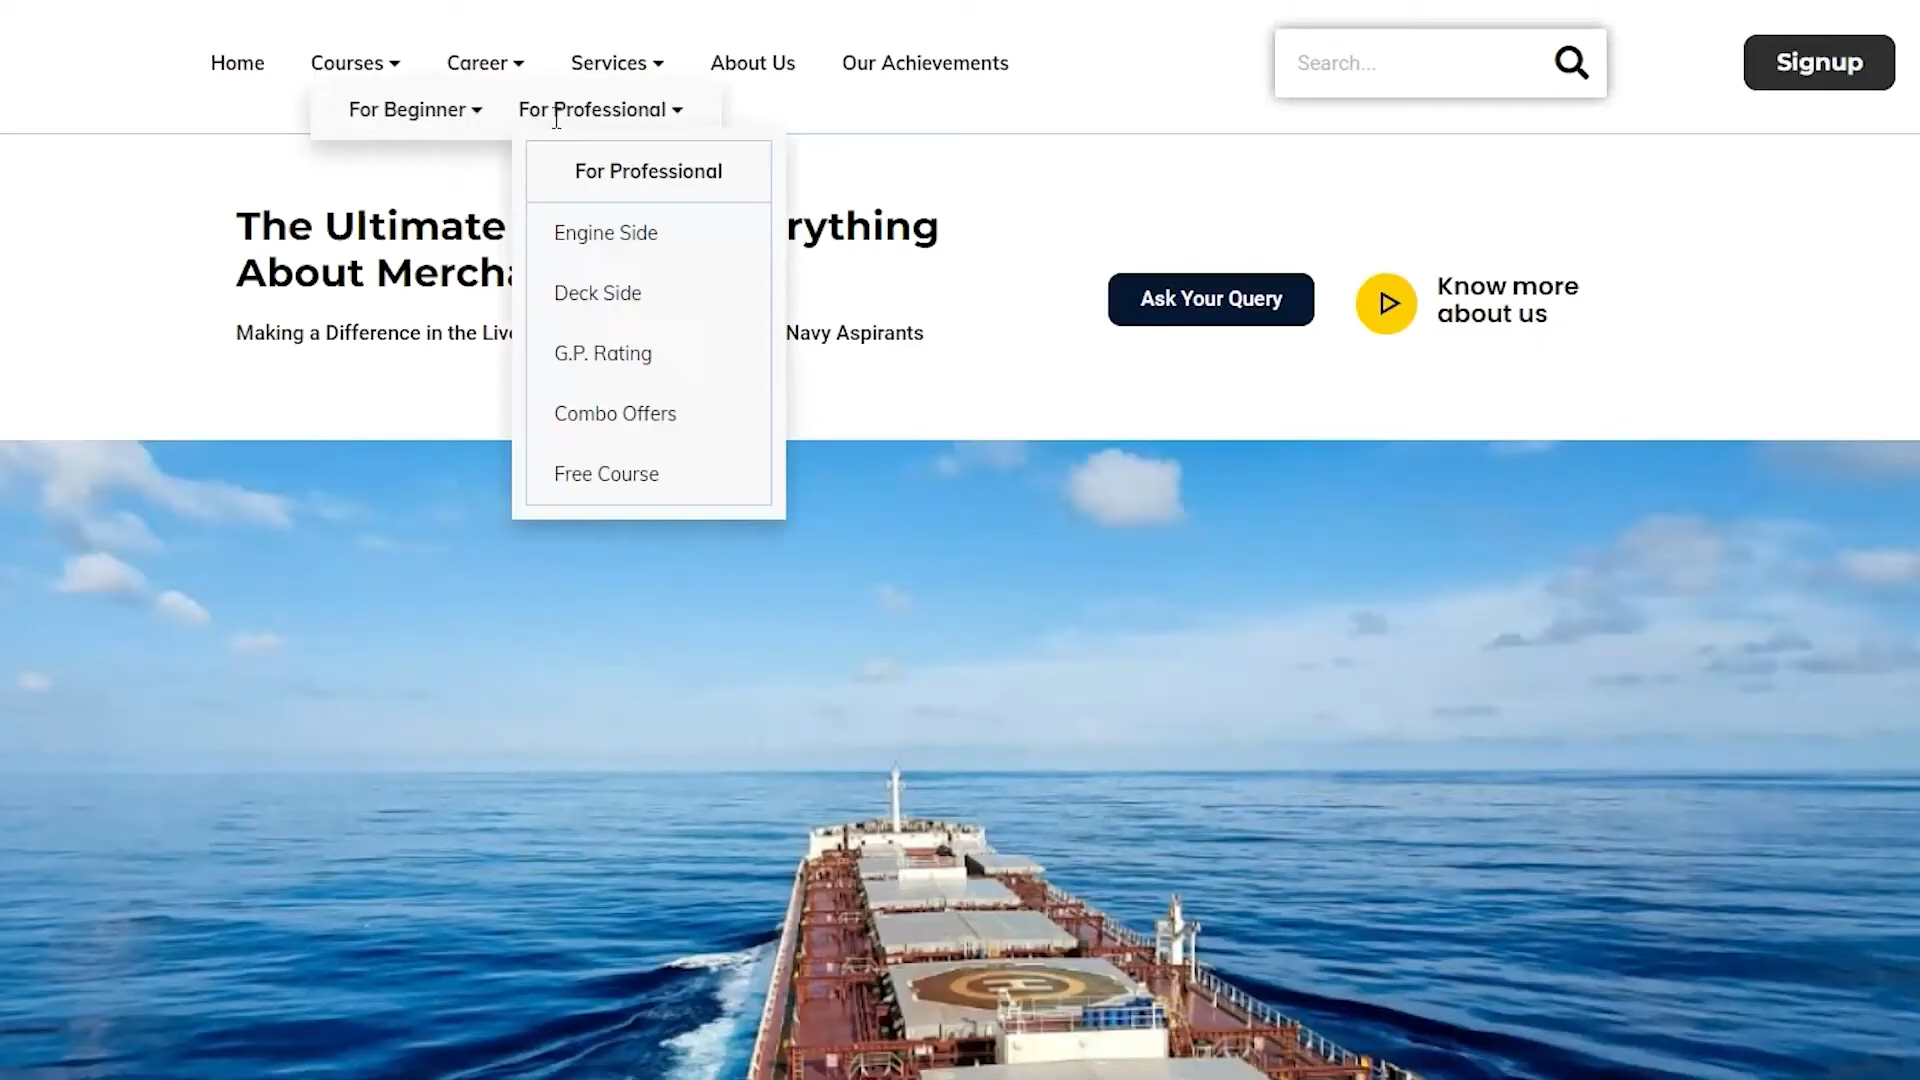 Home Courses Career Services About Us Our Achievements Search... Signup
For Beginner For Professional
For Professional
Engine Side
Deck Side
G.P. Rating
Combo Offers
Free Course
The Ultimate rything
About Mercha
Making a Difference in the Live Navy Aspirants
Ask Your Query
Know more
about us